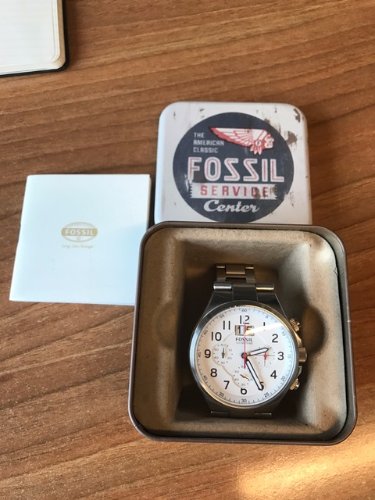 THE
AMERICAN
CLASSIC
FOSSIL
SERVICE
Center
FOSSIL
60
12
1
2
3
4
5
6
7
8
9
10
11
FOSSIL